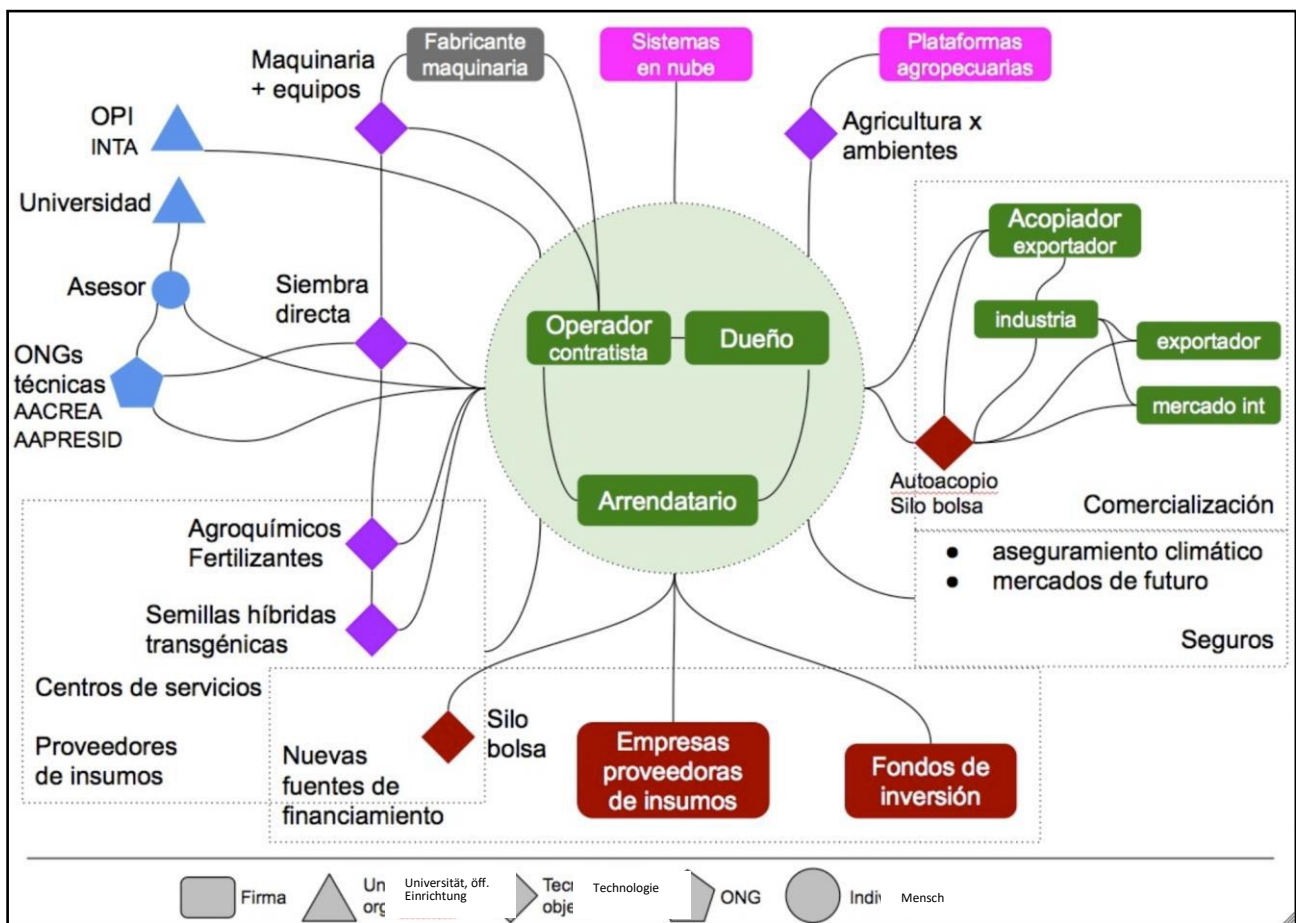 Maquinaria
+ equipos
Fabricante
maquinaria
Sistemas
en nube
Plataformas
agropecuarias
OPI
INTA
Agricultura x
ambientes
Universidad
Asesor
Siembra
directa
ONGs
técnicas
AACREA
AAPRESID
Operador
contratista
Dueño
Arrendatario
Acopiador
exportador
industria
exportador
mercado int
Autoacopio
Silo bolsa
Comercialización
Agroquímicos
Fertilizantes
Semillas híbridas
transgénicas
• aseguramiento climático
• mercados de futuro
Seguros
Centros de servicios
Proveedores
de insumos
Nuevas
fuentes de
financiamiento
Silo
bolsa
Empresas
proveedoras
de insumos
Fondos de
inversión
Firma
Universität, öff.
Einrichtung
Technologie
ONG
Mensch